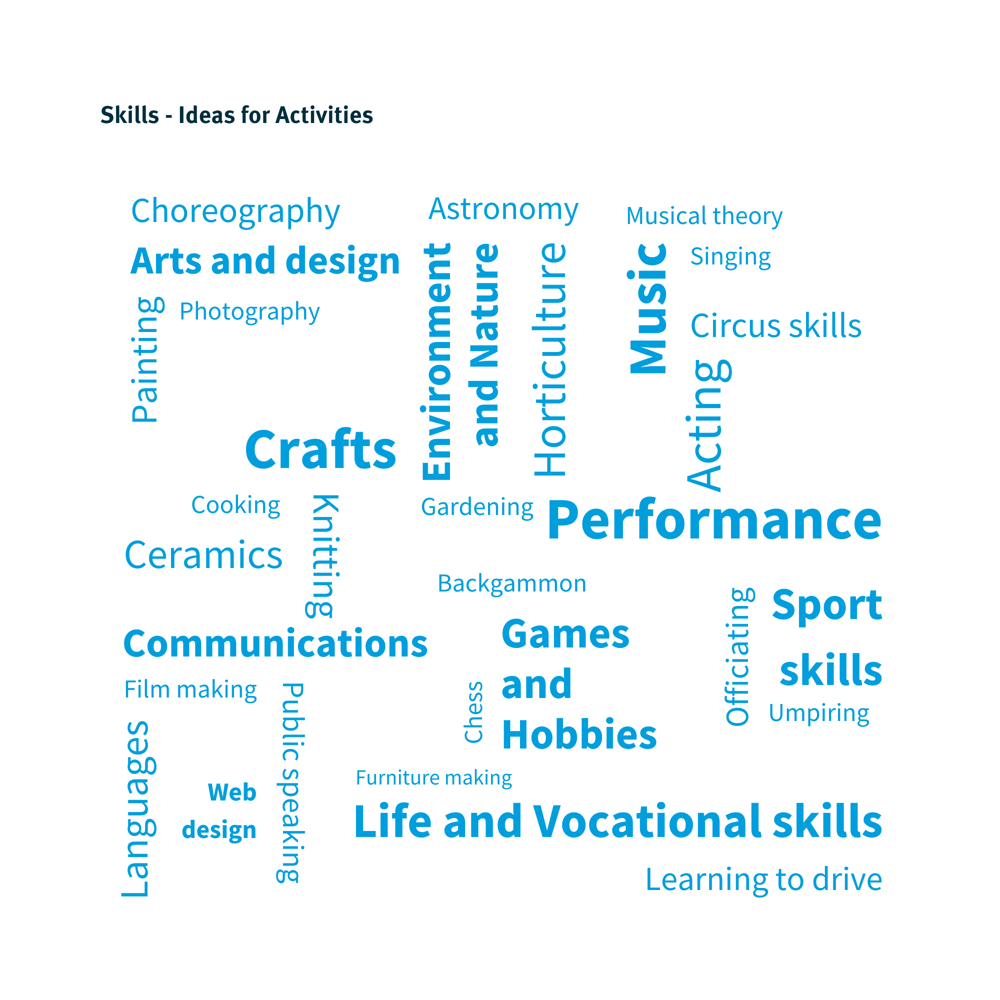 Skills - Ideas for Activities
Choreography
Astronomy
Musical theory
Arts and design
Environment
and Nature
Horticulture
Music
Singing
Painting
Photography
Circus skills
Acting
Crafts
Cooking
Knitting
Gardening
Performance
Ceramics
Backgammon
Officiating
Sport
skills
Umpiring
Communications
Games
and
Hobbies
Chess
Film making
Public speaking
Languages
Web
design
Furniture making
Life and Vocational skills
Learning to drive